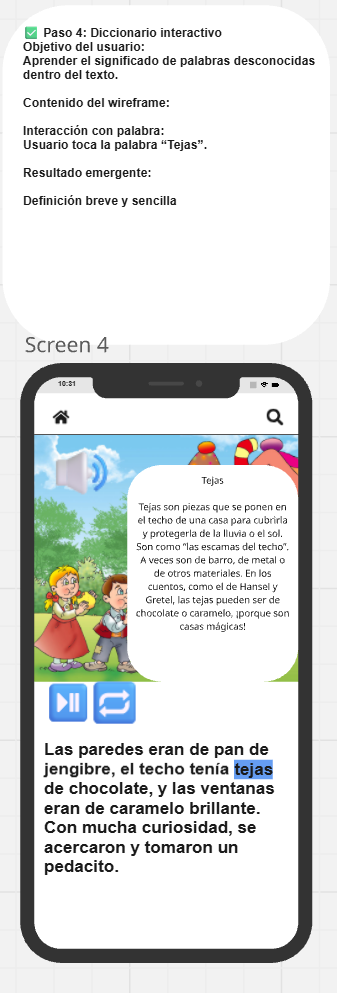 ✅ Paso 4: Diccionario interactivo
Objetivo del usuario:
Aprender el significado de palabras desconocidas
dentro del texto.
Contenido del wireframe:
Interacción con palabra:
Usuario toca la palabra “Tejas”.
Resultado emergente:
Definición breve y sencilla
Screen 4
10:31
Tejas
Tejas son piezas que se ponen en
el techo de una casa para cubrirla
y protegerla de la lluvia o el sol.
Son como “las escamas del techo”.
A veces son de barro, de metal o
de otros materiales. En los
cuentos, como el de Hansel y
Gretel, las tejas pueden ser de
chocolate o caramelo, ¡porque son
casas mágicas!
Las paredes eran de pan de
jengibre, el techo tenía tejas
de chocolate, y las ventanas
eran de caramelo brillante.
Con mucha curiosidad, se
acercaron y tomaron un
pedacito.